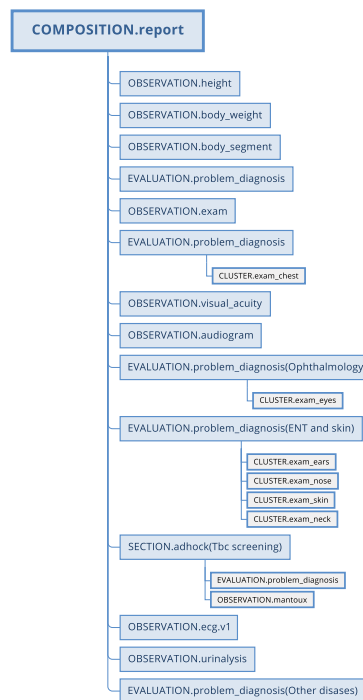 COMPOSITION.report
OBSERVATION.height
OBSERVATION.body_weight
OBSERVATION.body_segment
EVALUATION.problem_diagnosis
OBSERVATION.exam
EVALUATION.problem_diagnosis
CLUSTER.exam_chest
OBSERVATION.visual_acuity
OBSERVATION.audiogram
EVALUATION.problem_diagnosis(Ophthalmology
CLUSTER.exam_eyes
EVALUATION.problem_diagnosis(ENT and skin)
CLUSTER.exam_ears
CLUSTER.exam_nose
CLUSTER.exam_skin
CLUSTER.exam_neck
SECTION.adhock(Tbc screening)
EVALUATION.problem_diagnosis
OBSERVATION.mantoux
OBSERVATION.ecg.v1
OBSERVATION.urinalysis
EVALUATION.problem_diagnosis(Other disases)